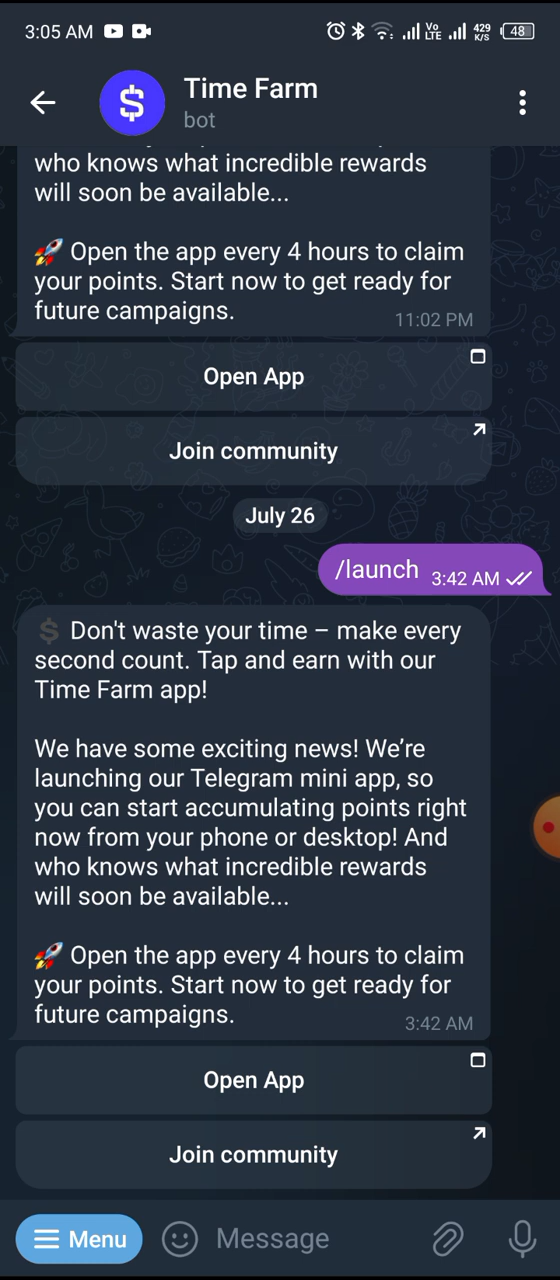 3:05 AM
Vo
LTE
429
K/S
48
Time Farm
bot
who knows what incredible rewards
will soon be available...
🚀 Open the app every 4 hours to claim
your points. Start now to get ready for
future campaigns.
11:02 PM
Open App
Join community
July 26
/launch 3:42 AM
💲 Don't waste your time – make every
second count. Tap and earn with our
Time Farm app!
We have some exciting news! We’re
launching our Telegram mini app, so
you can start accumulating points right
now from your phone or desktop! And
who knows what incredible rewards
will soon be available...
🚀 Open the app every 4 hours to claim
your points. Start now to get ready for
future campaigns.
3:42 AM
Open App
Join community
Menu
Message